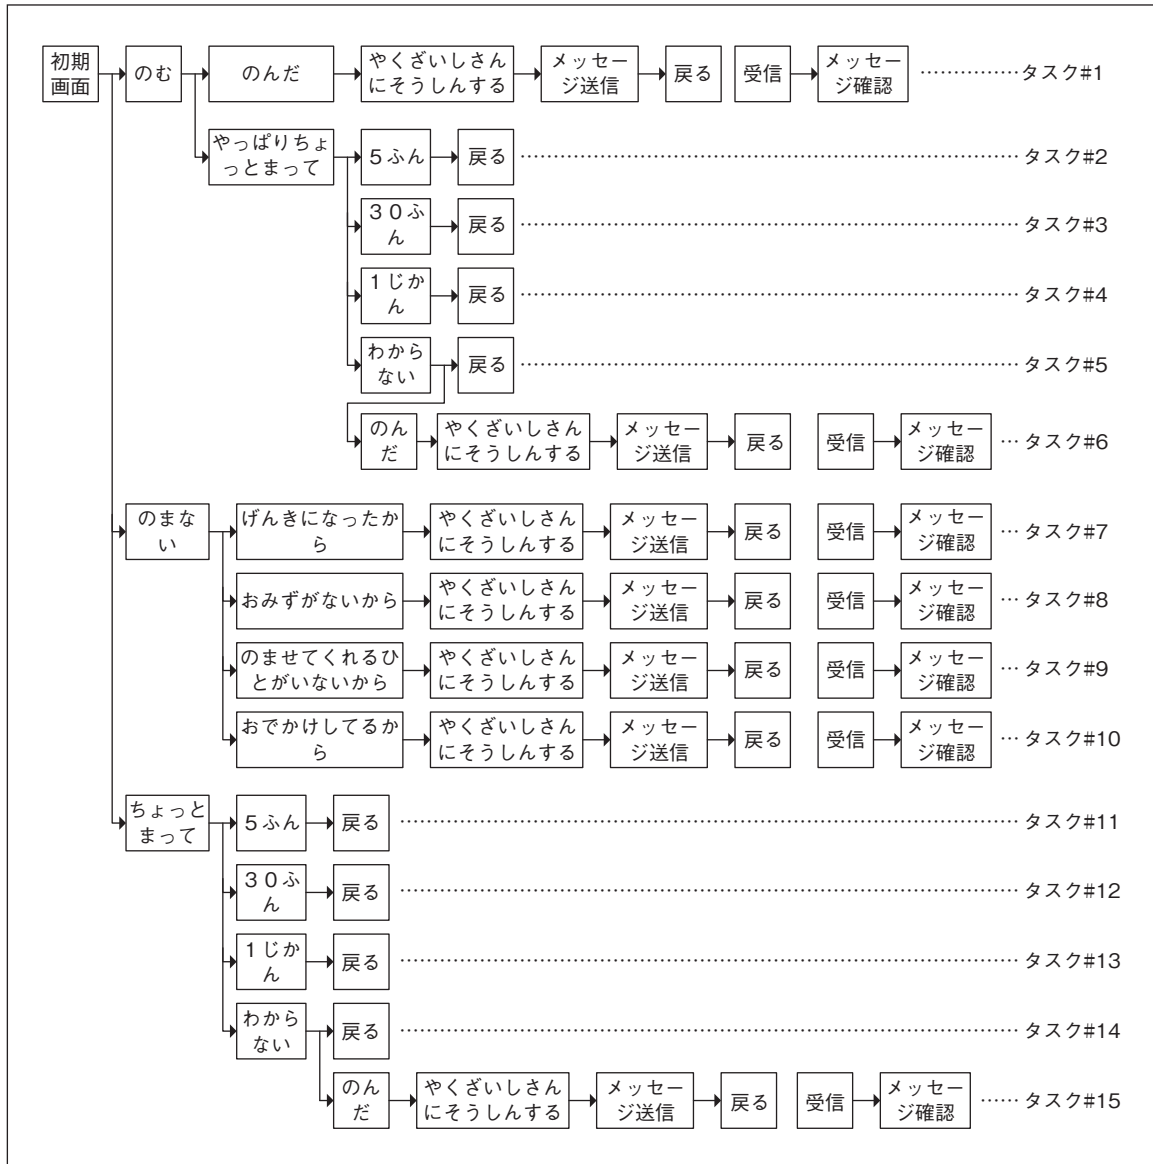 初期
画面
のむ
のんだ
やくざいしさん
にそうしんする
メッセー
ジ送信
戻る
受信
メッセー
ジ確認
……………タスク#1
やっぱりちょ
っとまって
5ふん
戻る
………………………………………………………………………… タスク#2
30ふ
ん
戻る
………………………………………………………………………… タスク#3
1じか
ん
戻る
………………………………………………………………………… タスク#4
わから
ない
戻る
………………………………………………………………………… タスク#5
のん
だ
やくざいしさん
にそうしんする
メッセー
ジ送信
戻る
受信
メッセー
ジ確認
… タスク#6
のまな
い
げんきになったか
ら
やくざいしさん
にそうしんする
メッセー
ジ送信
戻る
受信
メッセー
ジ確認
… タスク#7
おみずがないから
やくざいしさん
にそうしんする
メッセー
ジ送信
戻る
受信
メッセー
ジ確認
… タスク#8
のませてくれるひ
とがいないから
やくざいしさん
にそうしんする
メッセー
ジ送信
戻る
受信
メッセー
ジ確認
… タスク#9
おでかけしてるか
ら
やくざいしさん
にそうしんする
メッセー
ジ送信
戻る
受信
メッセー
ジ確認
… タスク#10
ちょっと
まって
5ふん
戻る
……………………………………………………………………………………… タスク#11
30ふ
ん
戻る
……………………………………………………………………………………… タスク#12
1じか
ん
戻る
……………………………………………………………………………………… タスク#13
わから
ない
戻る
……………………………………………………………………………………… タスク#14
のん
だ
やくざいしさん
にそうしんする
メッセー
ジ送信
戻る
受信
メッセー
ジ確認
…… タスク#15